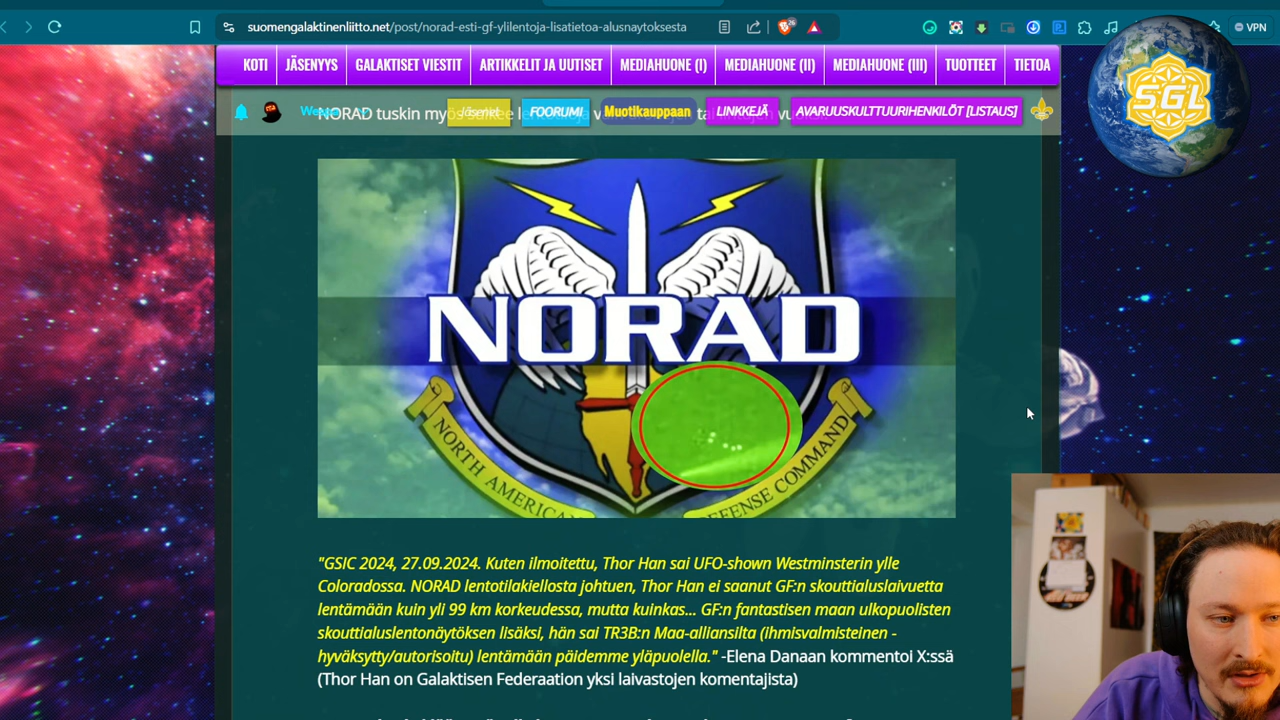 suomengalaktinenliitto.net/post/norad-esti-gf-ylilentoja-lisatietoa-alusnaytoksesta
26
VPN
KOTI JÄSENYYS GALAKTISET VIESTIT ARTIKKELIT JA UUTISET MEDIAHUONE (I) MEDIAHUONE (II) MEDIAHUONE (III) TUOTTEET TIETOA
SGL
Jäsenet FOORUMI Muotikauppaan LINKKEJÄ AVARUUSKULTTUURIHENKILÖT [LISTAUS]
NORAD tuskin
NORAD
NORTH AMERICAN
DEFENSE COMMAND
"GSIC 2024, 27.09.2024. Kuten ilmoitettu, Thor Han sai UFO-shown Westminsterin ylle
Coloradossa. NORAD lentotilakiellosta johtuen, Thor Han ei saanut GF:n skouttialuslaivuetta
lentämään kuin yli 99 km korkeudessa, mutta kuinkas... GF:n fantastisen maan ulkopuolisten
skouttialuslentonäytöksen lisäksi, hän sai TR3B:n Maa-alliansilta (ihmisvalmisteinen -
hyväksytty/autorisoitu) lentämään päidemme yläpuolella." -Elena Danaan kommentoi X:ssä
(Thor Han on Galaktisen Federaation yksi laivastojen komentajista)